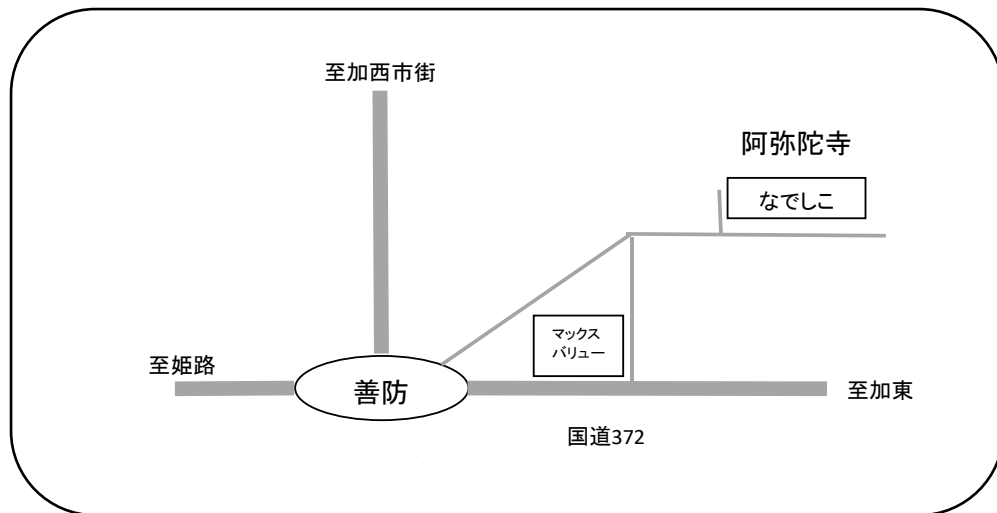 至加西市街
阿弥陀寺
なでしこ
マックス
バリュー
至姫路
善防
至加東
国道372